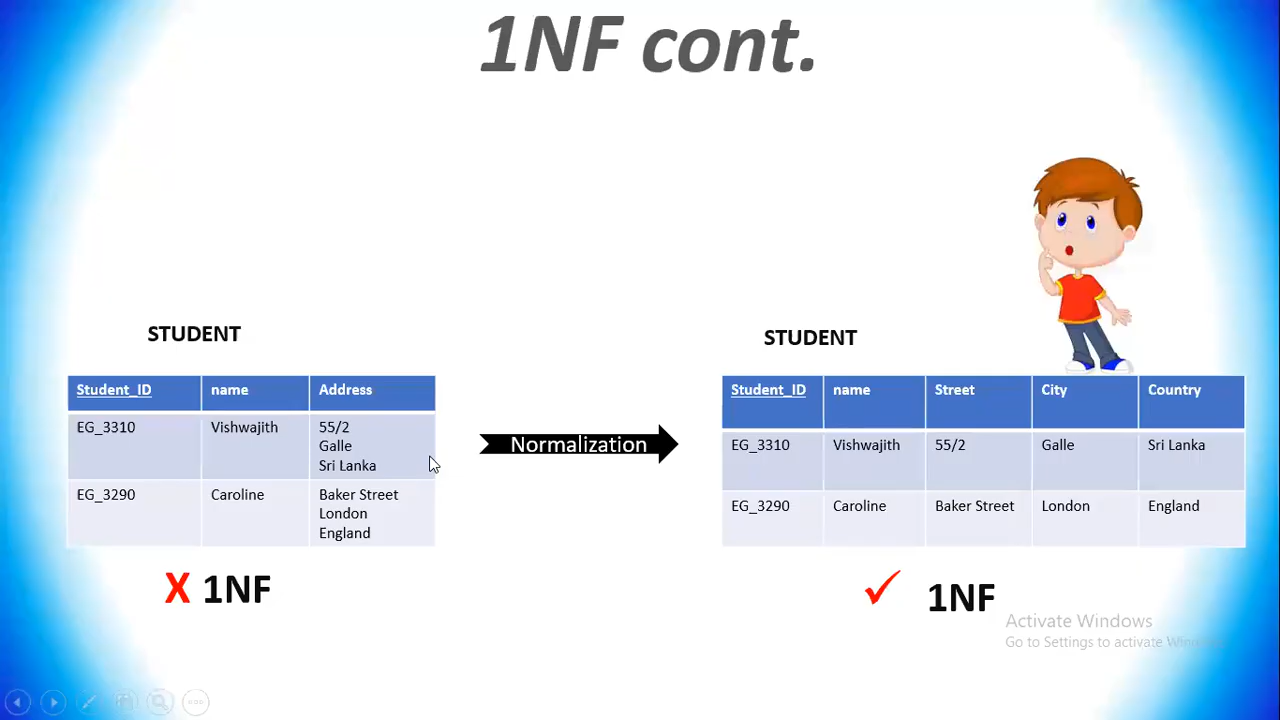 1NF cont.
STUDENT
Student_ID name Address
EG_3310 Vishwajith 55/2
Galle
Sri Lanka
EG_3290 Caroline Baker Street
London
England
X 1NF
Normalization
STUDENT
Student_ID name Street City Country
EG_3310 Vishwajith 55/2 Galle Sri Lanka
EG_3290 Caroline Baker Street London England
✓ 1NF
Activate Windows
Go to Settings to activate Windows